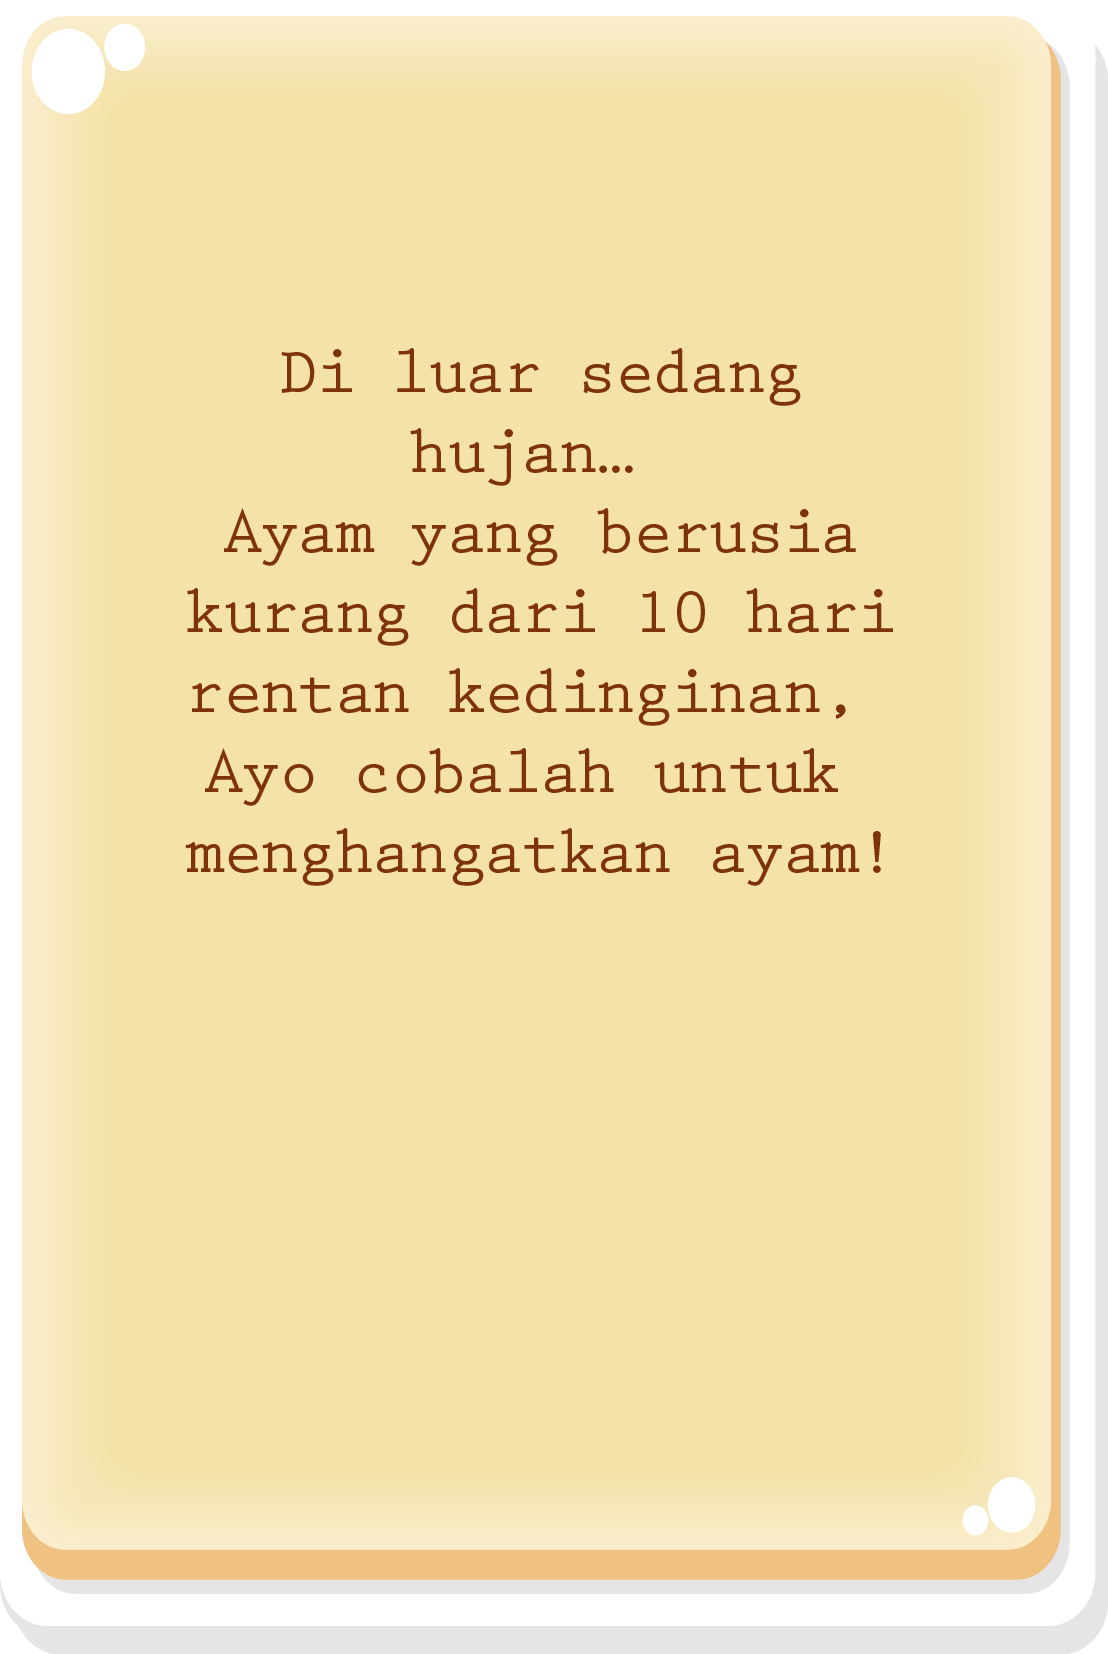 Di luar sedang
hujan…
Ayam yang berusia
kurang dari 10 hari
rentan kedinginan,
Ayo cobalah untuk
menghangatkan ayam!